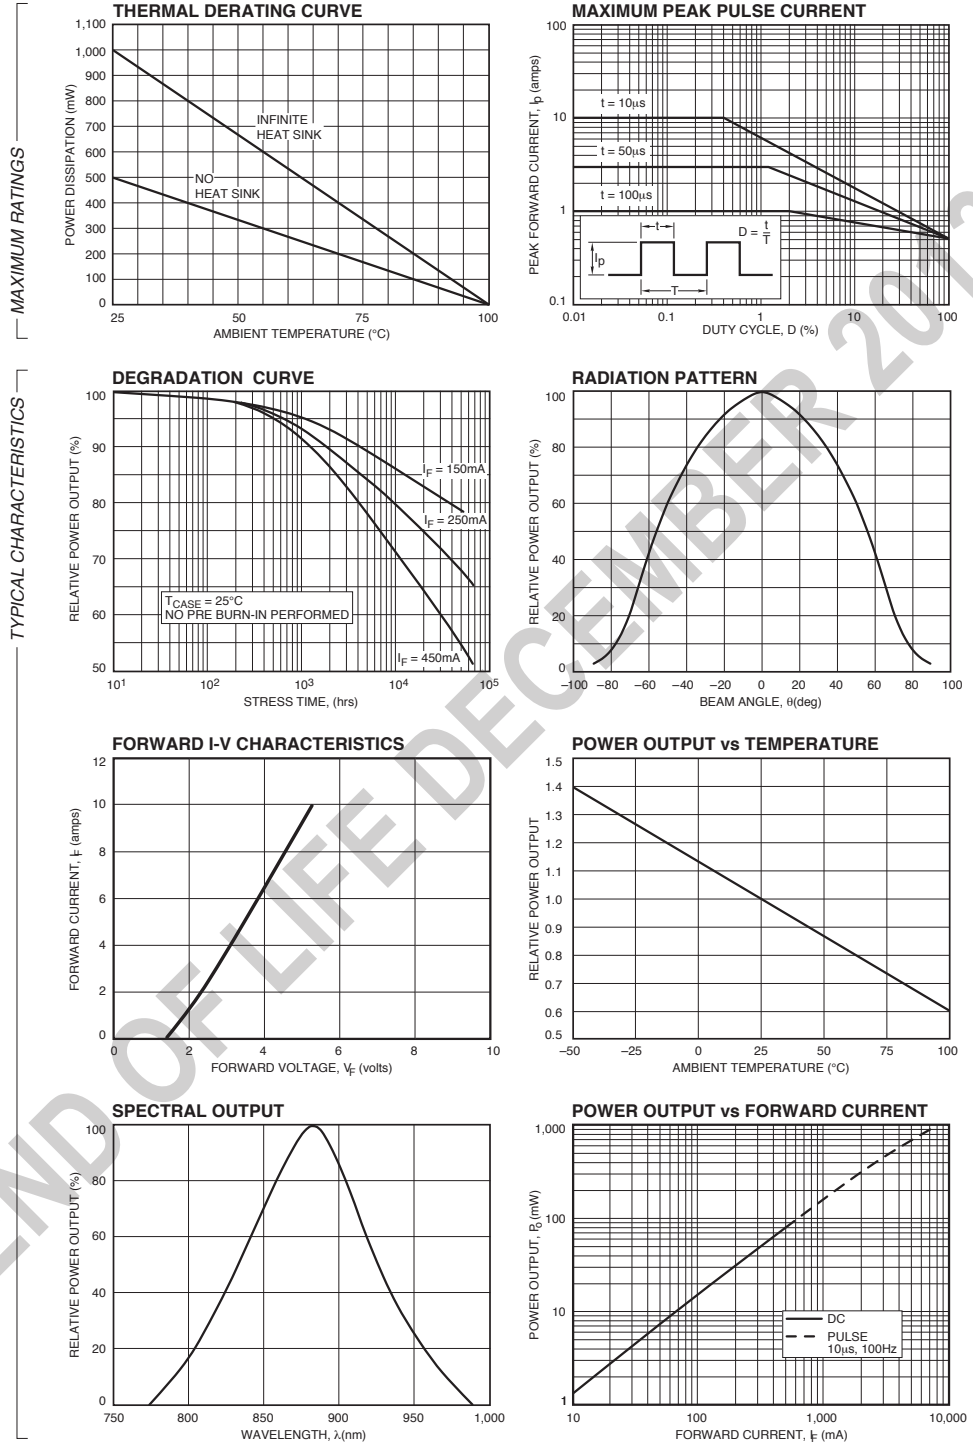 MAXIMUM RATINGS
THERMAL DERATING CURVE
1,100
1,000
900
800
700
600
500
400
300
200
100
0
POWER DISSIPATION (mW)
INFINITE
HEAT SINK
NO
HEAT SINK
25
50
75
100
AMBIENT TEMPERATURE (°C)
MAXIMUM PEAK PULSE CURRENT
100
10
1
0.1
PEAK FORWARD CURRENT, Ip (amps)
t = 10µs
t = 50µs
t = 100µs
t
D = t
T
Ip
T
0.01
0.1
1
10
100
DUTY CYCLE, D (%)
TYPICAL CHARACTERISTICS
DEGRADATION CURVE
100
90
80
70
60
50
RELATIVE POWER OUTPUT (%)
IF = 150mA
IF = 250mA
TCASE = 25°C
NO PRE BURN-IN PERFORMED
IF = 450mA
10¹ 10² 10³ 10⁴ 10⁵
STRESS TIME, (hrs)
RADIATION PATTERN
100
80
60
40
20
0
RELATIVE POWER OUTPUT (%)
–100 –80 –60 –40 –20 0 20 40 60 80 100
BEAM ANGLE, θ(deg)
FORWARD I-V CHARACTERISTICS
12
10
8
6
4
2
0
FORWARD CURRENT, IF (amps)
0 2 4 6 8 10
FORWARD VOLTAGE, VF (volts)
POWER OUTPUT vs TEMPERATURE
1.5
1.4
1.3
1.2
1.1
1.0
0.9
0.8
0.7
0.6
0.5
RELATIVE POWER OUTPUT
–50 –25 0 25 50 75 100
AMBIENT TEMPERATURE (°C)
SPECTRAL OUTPUT
100
80
60
40
20
0
RELATIVE POWER OUTPUT (%)
750 800 850 900 950 1,000
WAVELENGTH, λ(nm)
POWER OUTPUT vs FORWARD CURRENT
1,000
100
10
1
POWER OUTPUT, Po (mW)
DC
PULSE
10µs, 100Hz
10 100 1,000 10,000
FORWARD CURRENT, IF (mA)
END OF LIFE DECEMBER 2013